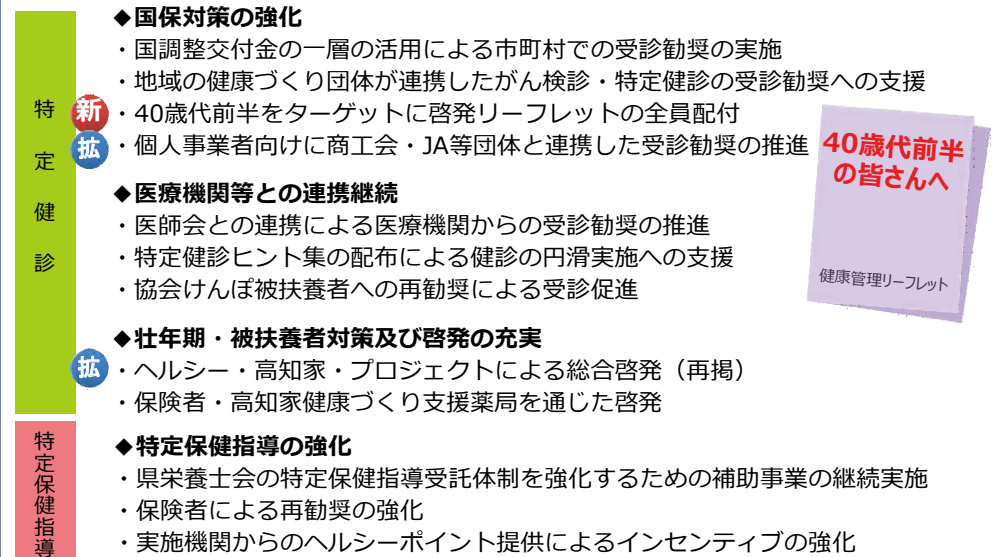 特定健診
◆国保対策の強化
・国調整交付金の一層の活用による市町村での受診勧奨の実施
・地域の健康づくり団体が連携したがん検診・特定健診の受診勧奨への支援
新 ・40歳代前半をターゲットに啓発リーフレットの全員配付
拡 ・個人事業者向けに商工会・JA等団体と連携した受診勧奨の推進
◆医療機関等との連携継続
・医師会との連携による医療機関からの受診勧奨の推進
・特定健診ヒント集の配布による健診の円滑実施への支援
・協会けんぽ被扶養者への再勧奨による受診促進
◆壮年期・被扶養者対策及び啓発の充実
拡 ・ヘルシー・高知家・プロジェクトによる総合啓発（再掲）
・保険者・高知家健康づくり支援薬局を通じた啓発
40歳代前半
の皆さんへ
健康管理リーフレット
特定保健指導
◆特定保健指導の強化
・県栄養士会の特定保健指導受託体制を強化するための補助事業の継続実施
・保険者による再勧奨の強化
・実施機関からのヘルシーポイント提供によるインセンティブの強化